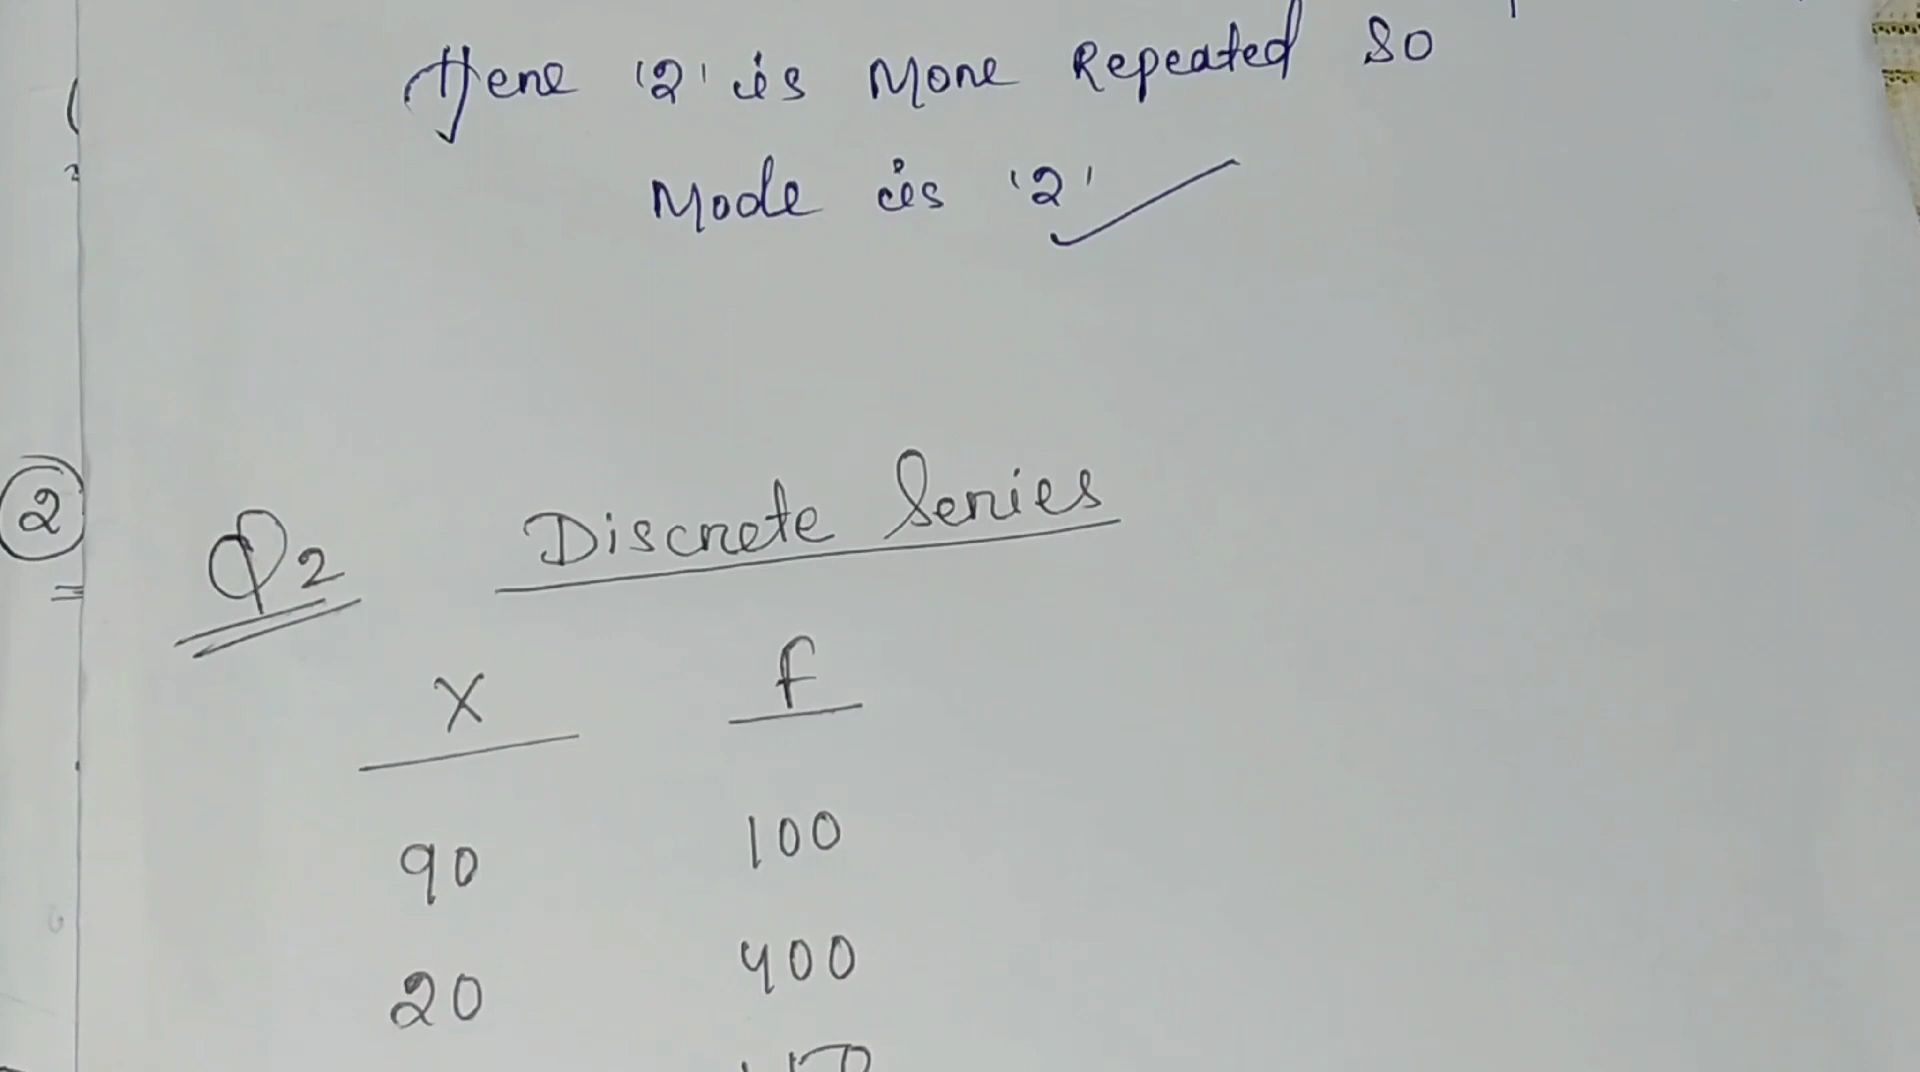 Here '2' is More Repeated So
Mode is '2'
2
Q2 Discrete Series
X f
90 100
20 400